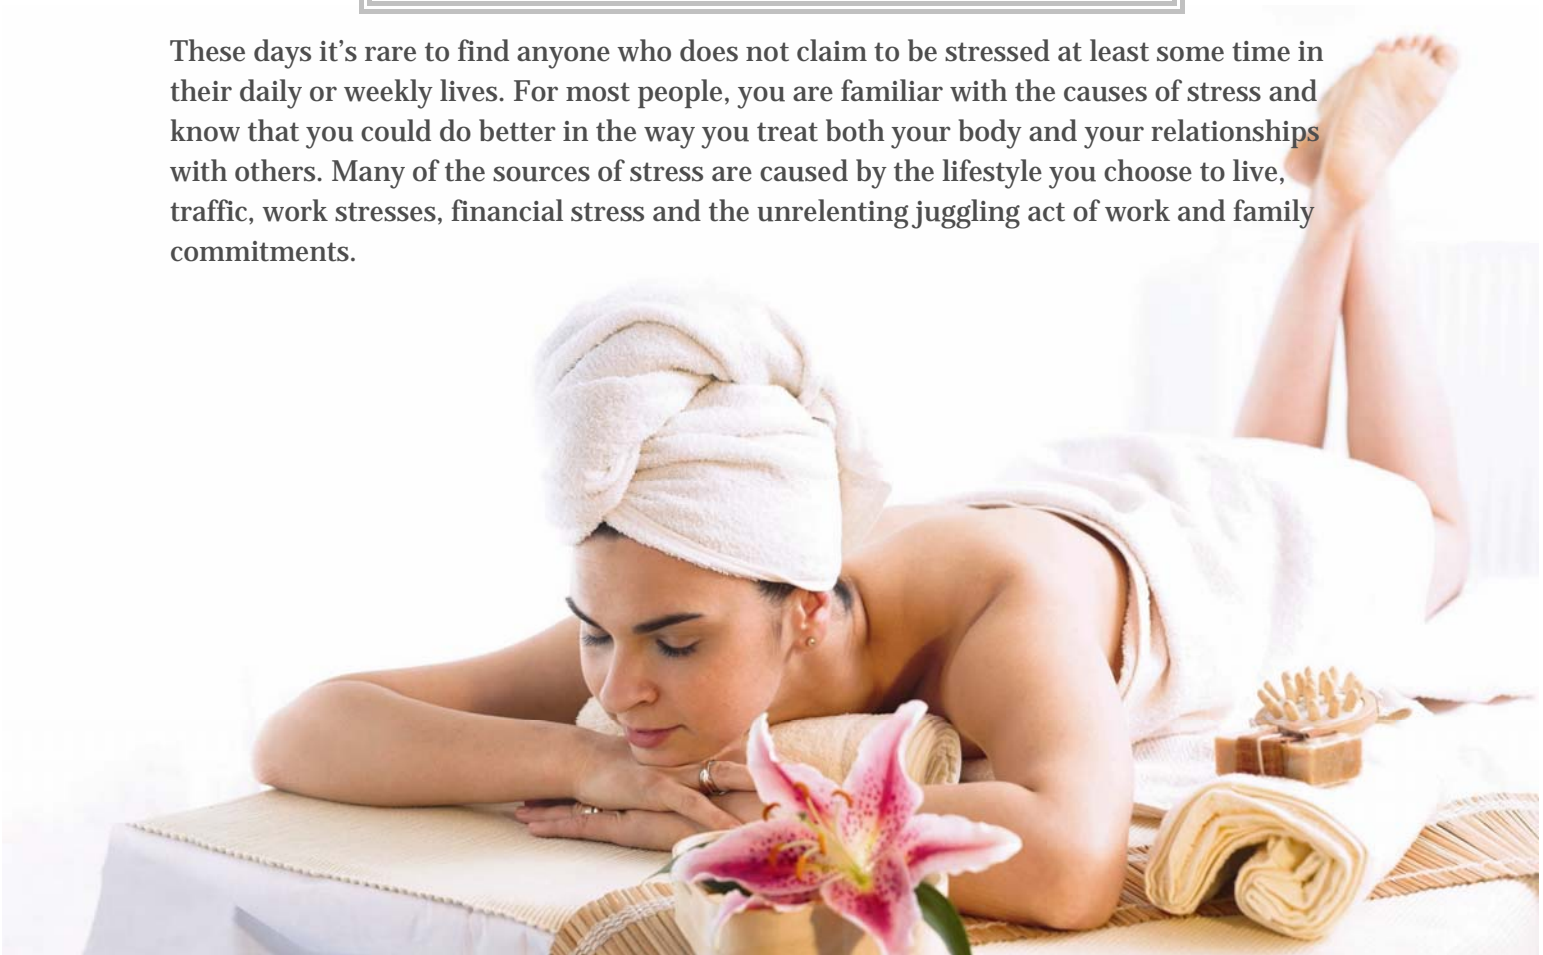 These days it’s rare to find anyone who does not claim to be stressed at least some time in
their daily or weekly lives. For most people, you are familiar with the causes of stress and
know that you could do better in the way you treat both your body and your relationships
with others. Many of the sources of stress are caused by the lifestyle you choose to live,
traffic, work stresses, financial stress and the unrelenting juggling act of work and family
commitments.